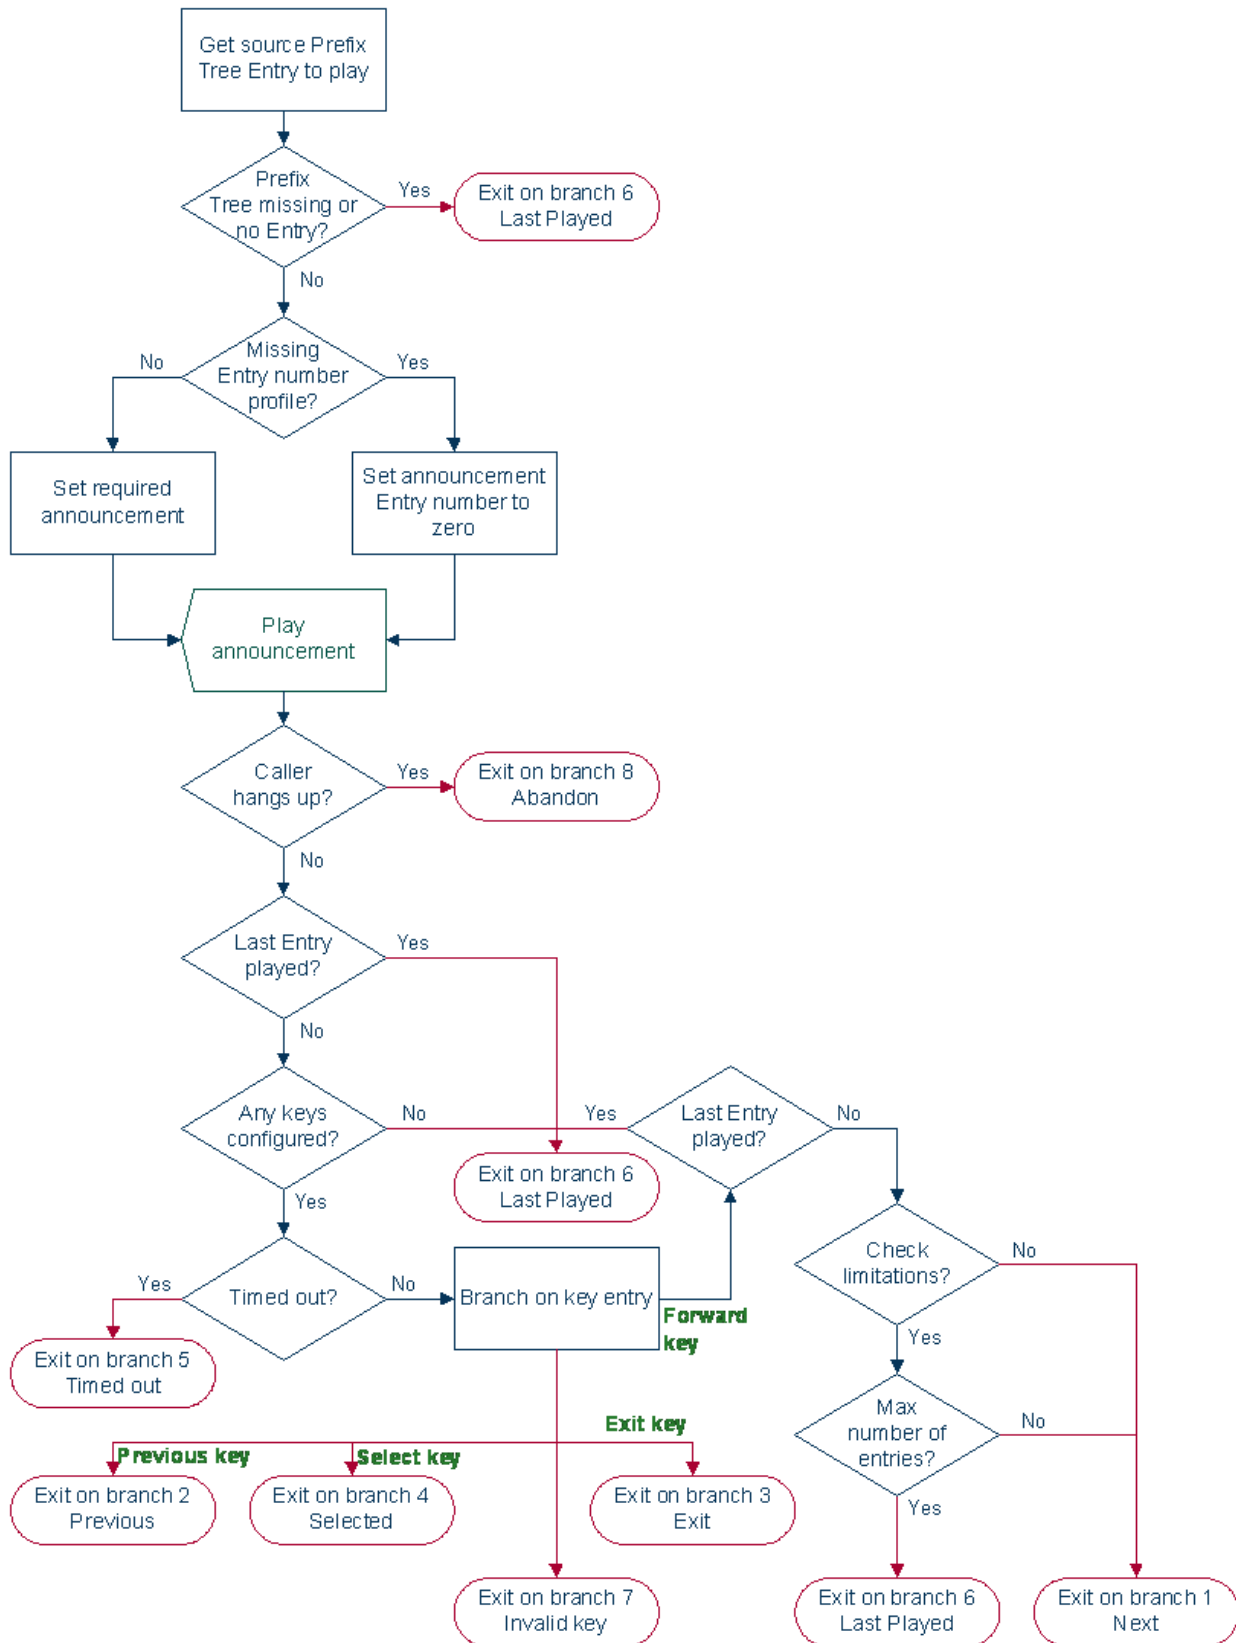 Get source Prefix
Tree Entry to play
Prefix
Tree missing or
no Entry?
Yes
Exit on branch 6
Last Played
No
Missing
Entry number
profile?
No
Yes
Set required
announcement
Set announcement
Entry number to
zero
Play
announcement
Caller
hangs up?
Yes
Exit on branch 8
Abandon
No
Last Entry
played?
Yes
No
Any keys
configured?
No
Yes
Last Entry
played?
No
Exit on branch 6
Last Played
Yes
Check
limitations?
No
Timed out?
Yes
No
Branch on key entry
Forward
key
Yes
Exit on branch 5
Timed out
Max
number of
entries?
No
Exit key
Previous key
Select key
Exit on branch 2
Previous
Exit on branch 4
Selected
Exit on branch 3
Exit
Yes
Exit on branch 7
Invalid key
Exit on branch 6
Last Played
Exit on branch 1
Next